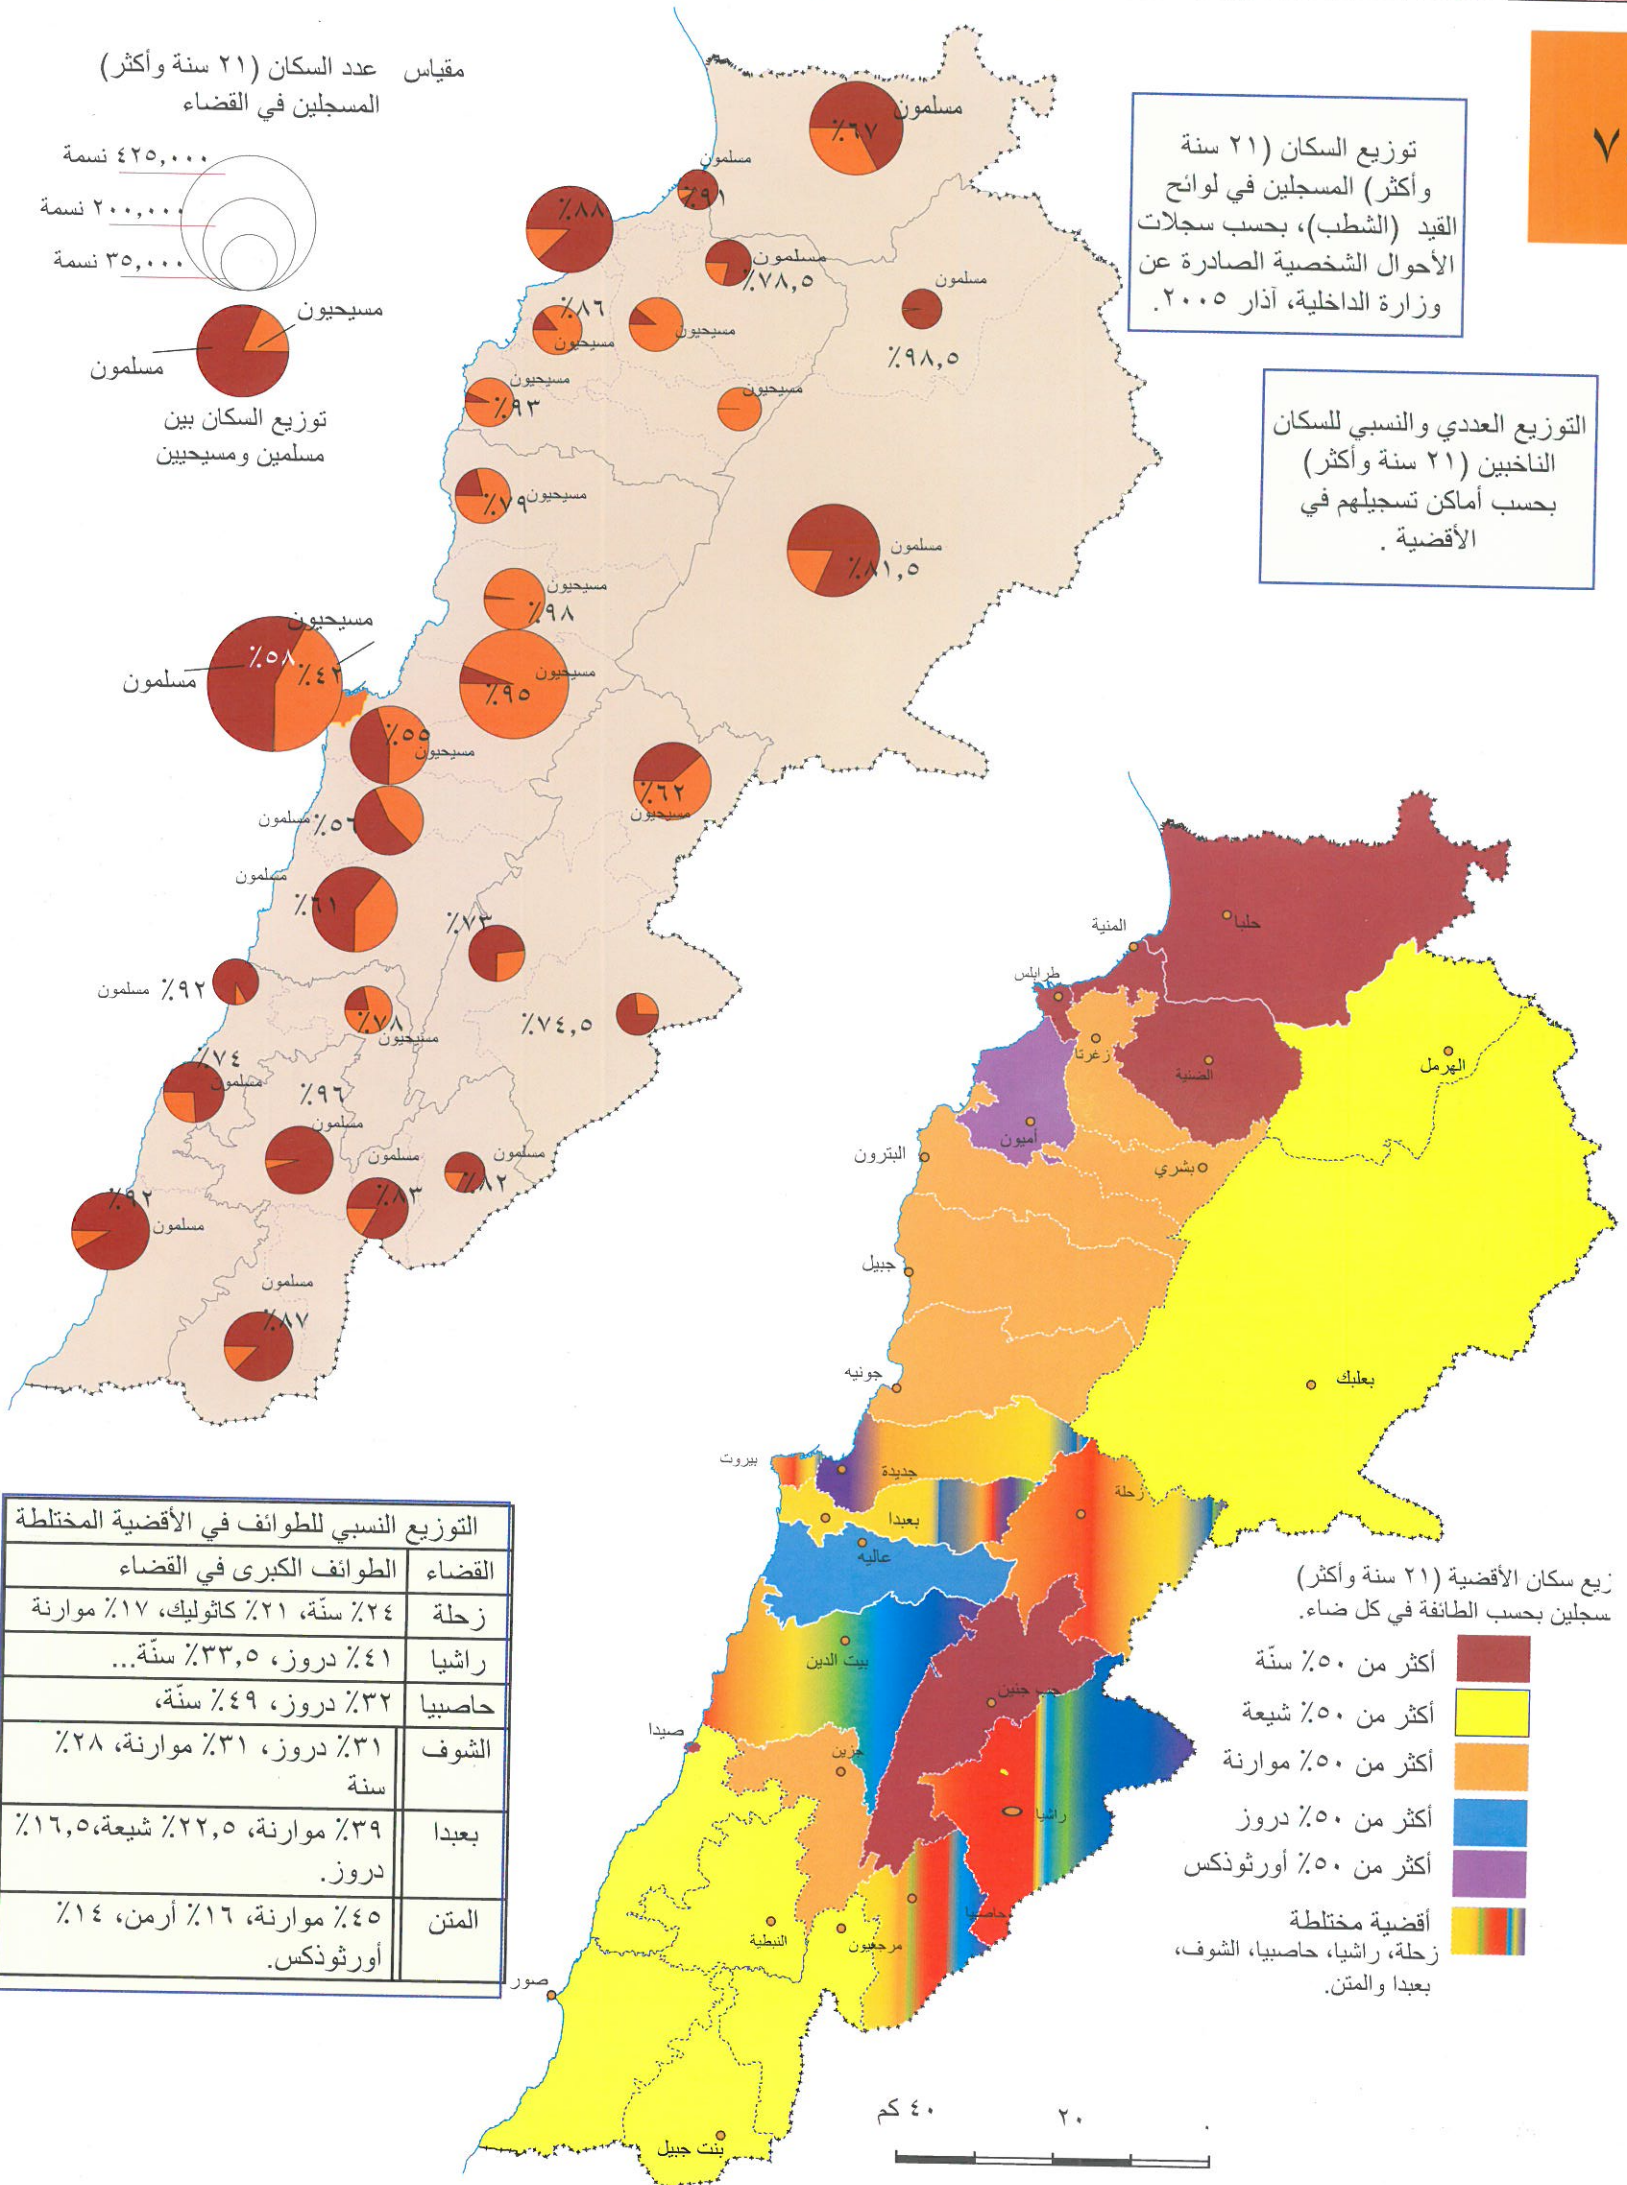 ٧
توزيع السكان (٢١ سنة
وأكثر) المسجلين في لوائح
القيد (الشطب)، بحسب سجلات
الأحوال الشخصية الصادرة عن
وزارة الداخلية، آذار ٢٠٠٥.
التوزيع العددي والنسبي للسكان
الناخبين (٢١ سنة وأكثر)
بحسب أماكن تسجيلهم في
الأقضية .
مقياس عدد السكان (٢١ سنة وأكثر)
المسجلين في القضاء
٤٢٥,٠٠٠ نسمة
٢٠٠,٠٠٠ نسمة
٣٥,٠٠٠ نسمة
مسيحيون
مسلمون
توزيع السكان بين
مسلمين ومسيحيين
مسلمون
٦٧٪
مسلمون
٩١٪
٨٨٪
مسلمون
٧٨,٥٪
مسلمون
٩٨,٥٪
٨٦٪
مسيحيون
مسيحيون
مسيحيون
٩٣٪
مسيحيون
مسيحيون
٧٩٪
مسلمون
٨١,٥٪
مسيحيون
٩٨٪
مسيحيون
٥٨٪
٤٢٪
مسلمون
مسيحيون
٩٥٪
٥٥٪
مسيحيون
٦٢٪
مسيحيون
مسلمون ٥٦٪
مسلمون
٦١٪
٧٣٪
مسلمون ٩٢٪
٧٨٪
مسيحيون
٧٤,٥٪
٧٤٪
مسلمون
٩٦٪
مسلمون
مسلمون
٨٣٪
مسلمون
٨٢٪
٩٢٪
مسلمون
مسلمون
٨٧٪
حلبا
المنية
طرابلس
زغرتا
الضنية
الهرمل
أميون
البترون
بشري
جبيل
جونيه
بعلبك
بيروت
جديدة
زحلة
بعبدا
عاليه
بيت الدين
جب جنين
صيدا
جزين
راشيا
حاصبيا
النبطية
مرجعيون
صور
بنت جبيل
زيع سكان الأقضية (٢١ سنة وأكثر)
سجلين بحسب الطائفة في كل ضاء.
أكثر من ٥٠٪ سنّة
أكثر من ٥٠٪ شيعة
أكثر من ٥٠٪ موارنة
أكثر من ٥٠٪ دروز
أكثر من ٥٠٪ أورثوذكس
أقضية مختلطة
زحلة، راشيا، حاصبيا، الشوف،
بعبدا والمتن.
التوزيع النسبي للطوائف في الأقضية المختلطة
القضاء الطوائف الكبرى في القضاء
زحلة ٢٤٪ سنّة، ٢١٪ كاثوليك، ١٧٪ موارنة
راشيا ٤١٪ دروز، ٣٣,٥٪ سنّة...
حاصبيا ٣٢٪ دروز، ٤٩٪ سنّة،
الشوف ٣١٪ دروز، ٣١٪ موارنة، ٢٨٪
سنة
بعبدا ٣٩٪ موارنة، ٢٢,٥٪ شيعة،١٦,٥٪
دروز.
المتن ٤٥٪ موارنة، ١٦٪ أرمن، ١٤٪
أورثوذكس.
٠ ٢٠ ٤٠ كم